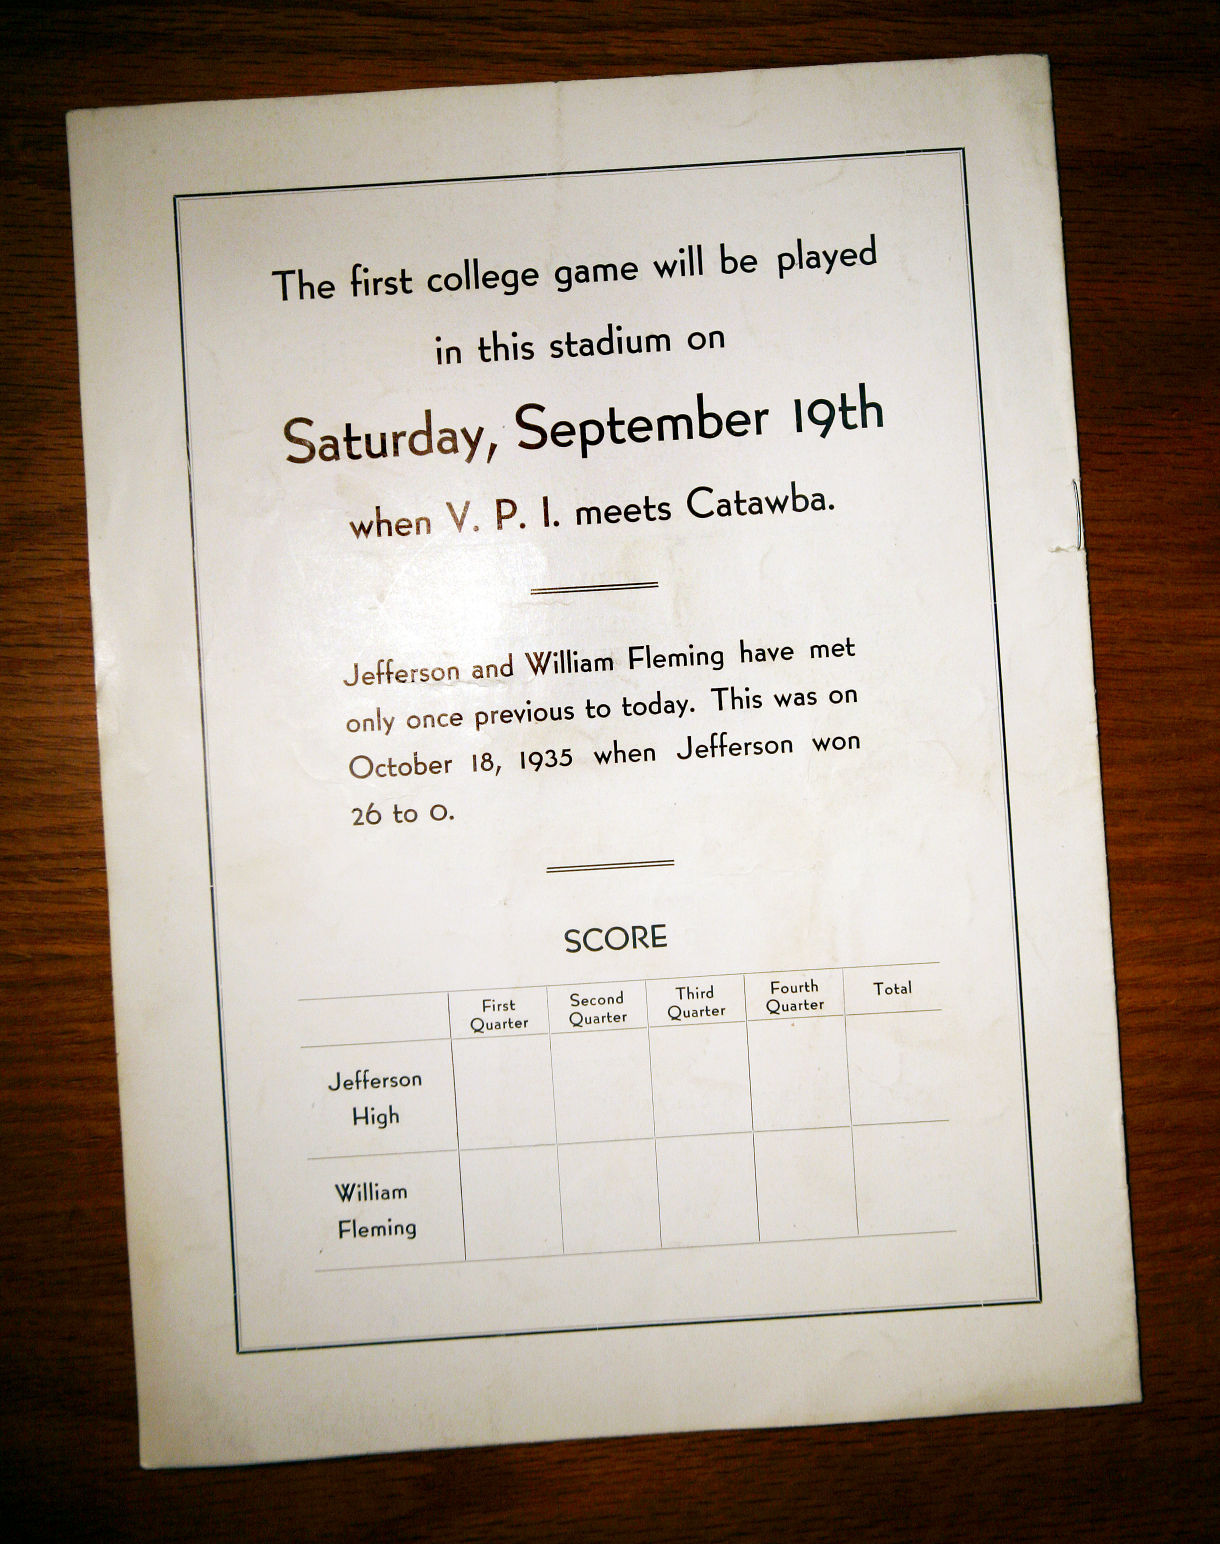 The first college game will be played
in this stadium on
Saturday, September 19th
when V. P. I. meets Catawba.
Jefferson and William Fleming have met
only once previous to today. This was on
October 18, 1935 when Jefferson won
26 to 0.
SCORE
First Quarter Second Quarter Third Quarter Fourth Quarter Total
Jefferson
High
William
Fleming